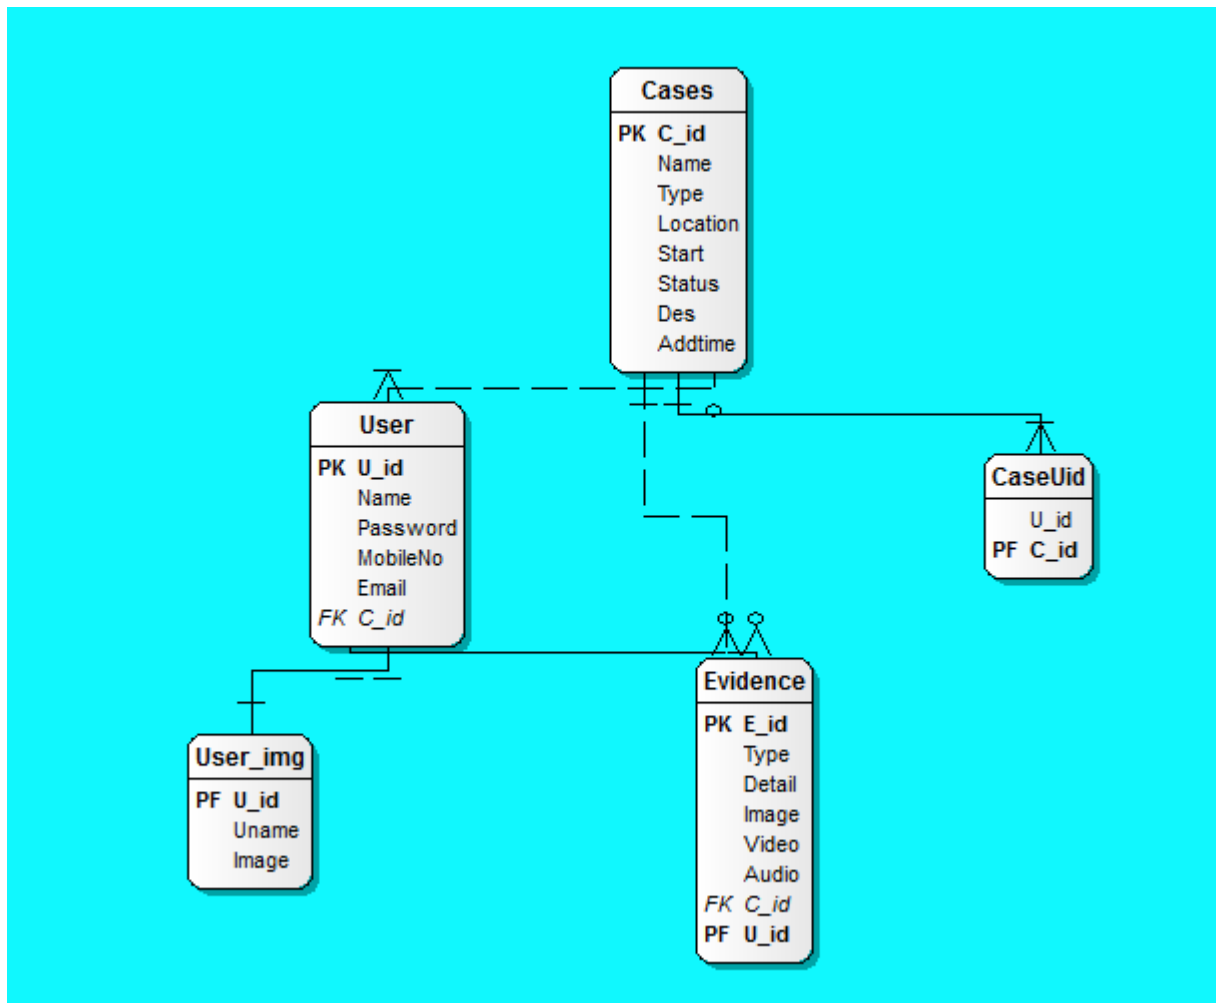 Cases
PK C_id
Name
Type
Location
Start
Status
Des
Addtime
User
PK U_id
Name
Password
MobileNo
Email
FK C_id
CaseUid
U_id
PF C_id
User_img
PF U_id
Uname
Image
Evidence
PK E_id
Type
Detail
Image
Video
Audio
FK C_id
PF U_id